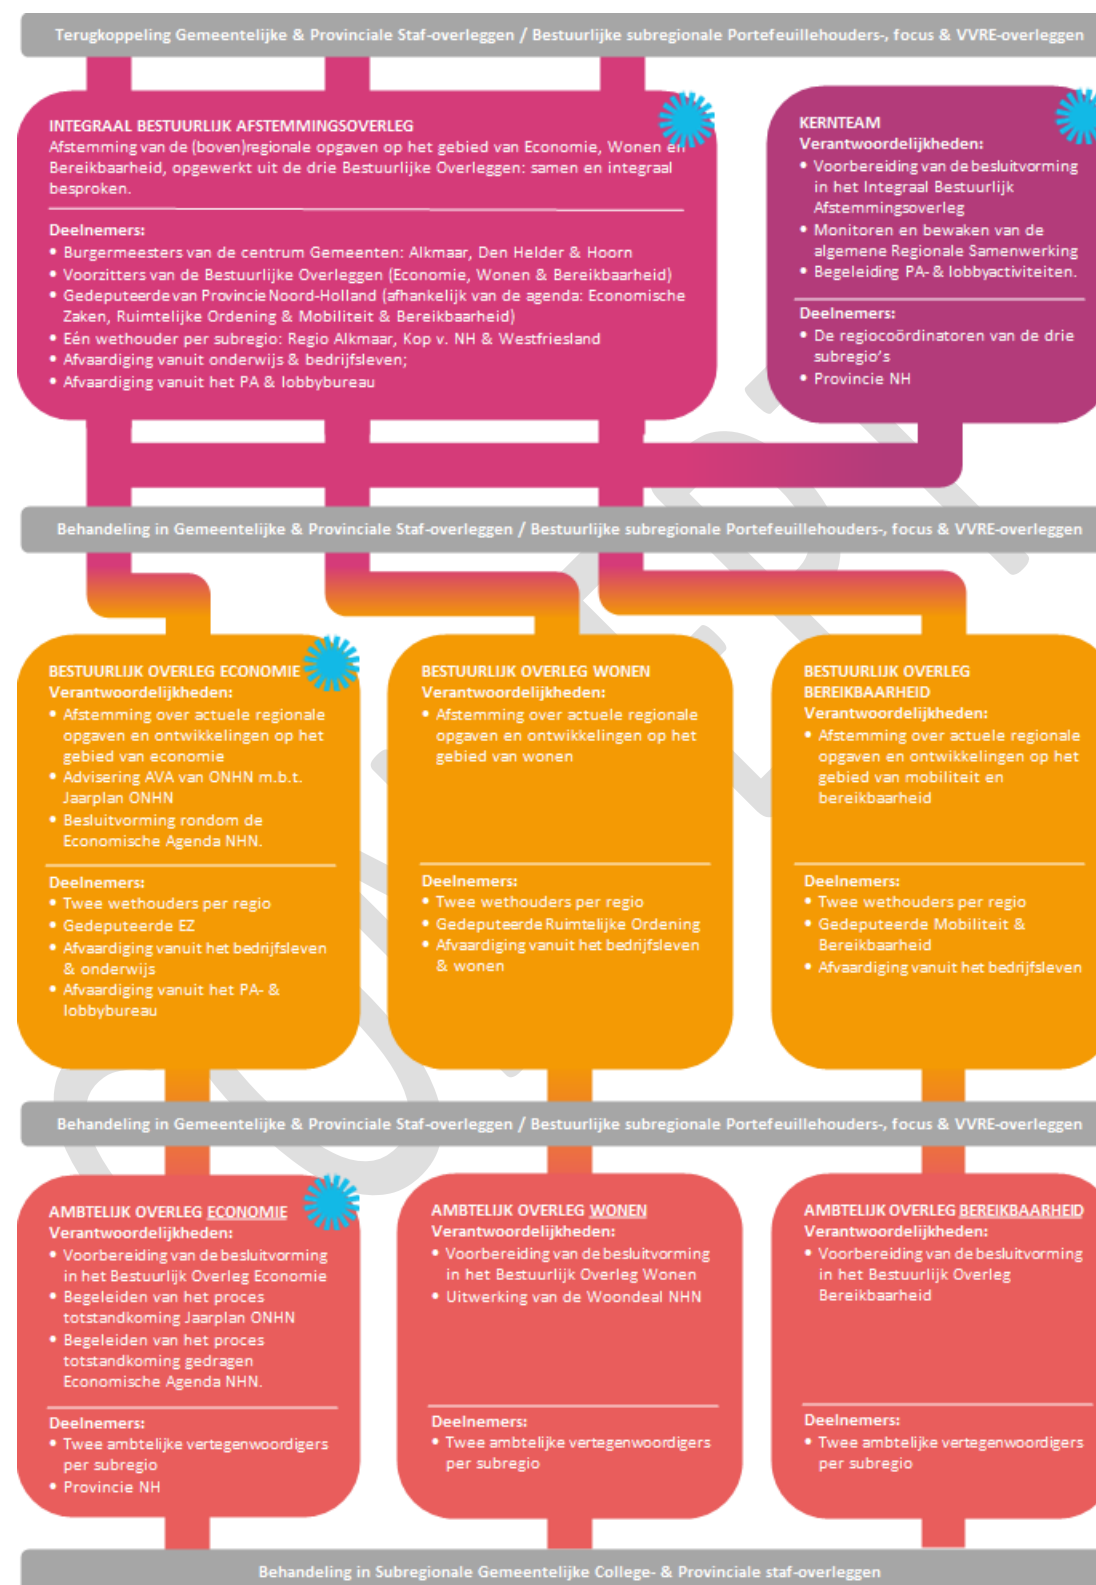 Terugkoppeling Gemeentelijke & Provinciale Staf-overleggen / Bestuurlijke subregionale Portefeuillehouders-, focus & VVRE-overleggen
INTEGRAAL BESTUURLIJK AFSTEMMINGSOVERLEG
Afstemming van de (boven)regionale opgaven op het gebied van Economie, Wonen en
Bereikbaarheid, opgewerkt uit de drie Bestuurlijke Overleggen: samen en integraal
besproken.
Deelnemers:
• Burgermeesters van de centrum Gemeenten: Alkmaar, Den Helder & Hoorn
• Voorzitters van de Bestuurlijke Overleggen (Economie, Wonen & Bereikbaarheid)
• Gedeputeerde van Provincie Noord-Holland (afhankelijk van de agenda: Economische
Zaken, Ruimtelijke Ordening & Mobiliteit & Bereikbaarheid)
• Eén wethouder per subregio: Regio Alkmaar, Kop v. NH & Westfriesland
• Afvaardiging vanuit onderwijs & bedrijfsleven;
• Afvaardiging vanuit het PA & lobbybureau
KERNTEAM
Verantwoordelijkheden:
• Voorbereiding van de besluitvorming
in het Integraal Bestuurlijk
Afstemmingsoverleg
• Monitoren en bewaken van de
algemene Regionale Samenwerking
• Begeleiding PA- & lobbyactiviteiten.
Deelnemers:
• De regiocoördinatoren van de drie
subregio's
• Provincie NH
Behandeling in Gemeentelijke & Provinciale Staf-overleggen / Bestuurlijke subregionale Portefeuillehouders-, focus & VVRE-overleggen
BESTUURLIJK OVERLEG ECONOMIE
Verantwoordelijkheden:
• Afstemming over actuele regionale
opgaven en ontwikkelingen op het
gebied van economie
• Advisering AVA van ONHN m.b.t.
Jaarplan ONHN
• Besluitvorming rondom de
Economische Agenda NHN.
Deelnemers:
• Twee wethouders per regio
• Gedeputeerde EZ
• Afvaardiging vanuit het bedrijfsleven
& onderwijs
• Afvaardiging vanuit het PA- &
lobbybureau
BESTUURLIJK OVERLEG WONEN
Verantwoordelijkheden:
• Afstemming over actuele regionale
opgaven en ontwikkelingen op het
gebied van wonen
Deelnemers:
• Twee wethouders per regio
• Gedeputeerde Ruimtelijke Ordening
• Afvaardiging vanuit het bedrijfsleven
& wonen
BESTUURLIJK OVERLEG
BEREIKBAARHEID
Verantwoordelijkheden:
• Afstemming over actuele regionale
opgaven en ontwikkelingen op het
gebied van mobiliteit en
bereikbaarheid
Deelnemers:
• Twee wethouders per regio
• Gedeputeerde Mobiliteit &
Bereikbaarheid
• Afvaardiging vanuit het bedrijfsleven
Behandeling in Gemeentelijke & Provinciale Staf-overleggen / Bestuurlijke subregionale Portefeuillehouders-, focus & VVRE-overleggen
AMBTELIJK OVERLEG ECONOMIE
Verantwoordelijkheden:
• Voorbereiding van de besluitvorming
in het Bestuurlijk Overleg Economie
• Begeleiden van het proces
totstandkoming Jaarplan ONHN
• Begeleiden van het proces
totstandkoming gedragen
Economische Agenda NHN.
Deelnemers:
• Twee ambtelijke vertegenwoordigers
per subregio
• Provincie NH
AMBTELIJK OVERLEG WONEN
Verantwoordelijkheden:
• Voorbereiding van de besluitvorming
in het Bestuurlijk Overleg Wonen
• Uitwerking van de Woondeal NHN
Deelnemers:
• Twee ambtelijke vertegenwoordigers
per subregio
AMBTELIJK OVERLEG BEREIKBAARHEID
Verantwoordelijkheden:
• Voorbereiding van de besluitvorming
in het Bestuurlijk Overleg
Bereikbaarheid
Deelnemers:
• Twee ambtelijke vertegenwoordigers
per subregio
Behandeling in Subregionale Gemeentelijke College- & Provinciale staf-overleggen